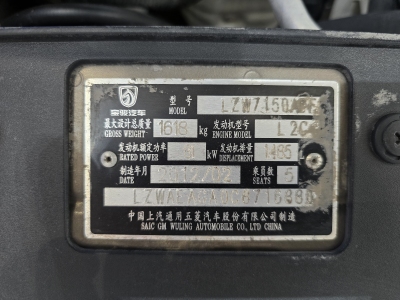 宝骏汽车 型号 MODEL LZW7150
最大设计总质量 GROSS WEIGHT 1618 kg 发动机型号 ENGINE MODEL L2C
发动机额定功率 RATED POWER kW 发动机排量 DISPLACEMENT 1485 L
制造年月 DATE 乘员数 SEATS 5
中国上汽通用五菱汽车股份有限公司制造
SAIC GM WULING AUTOMOBILE CO., LTD CHINA